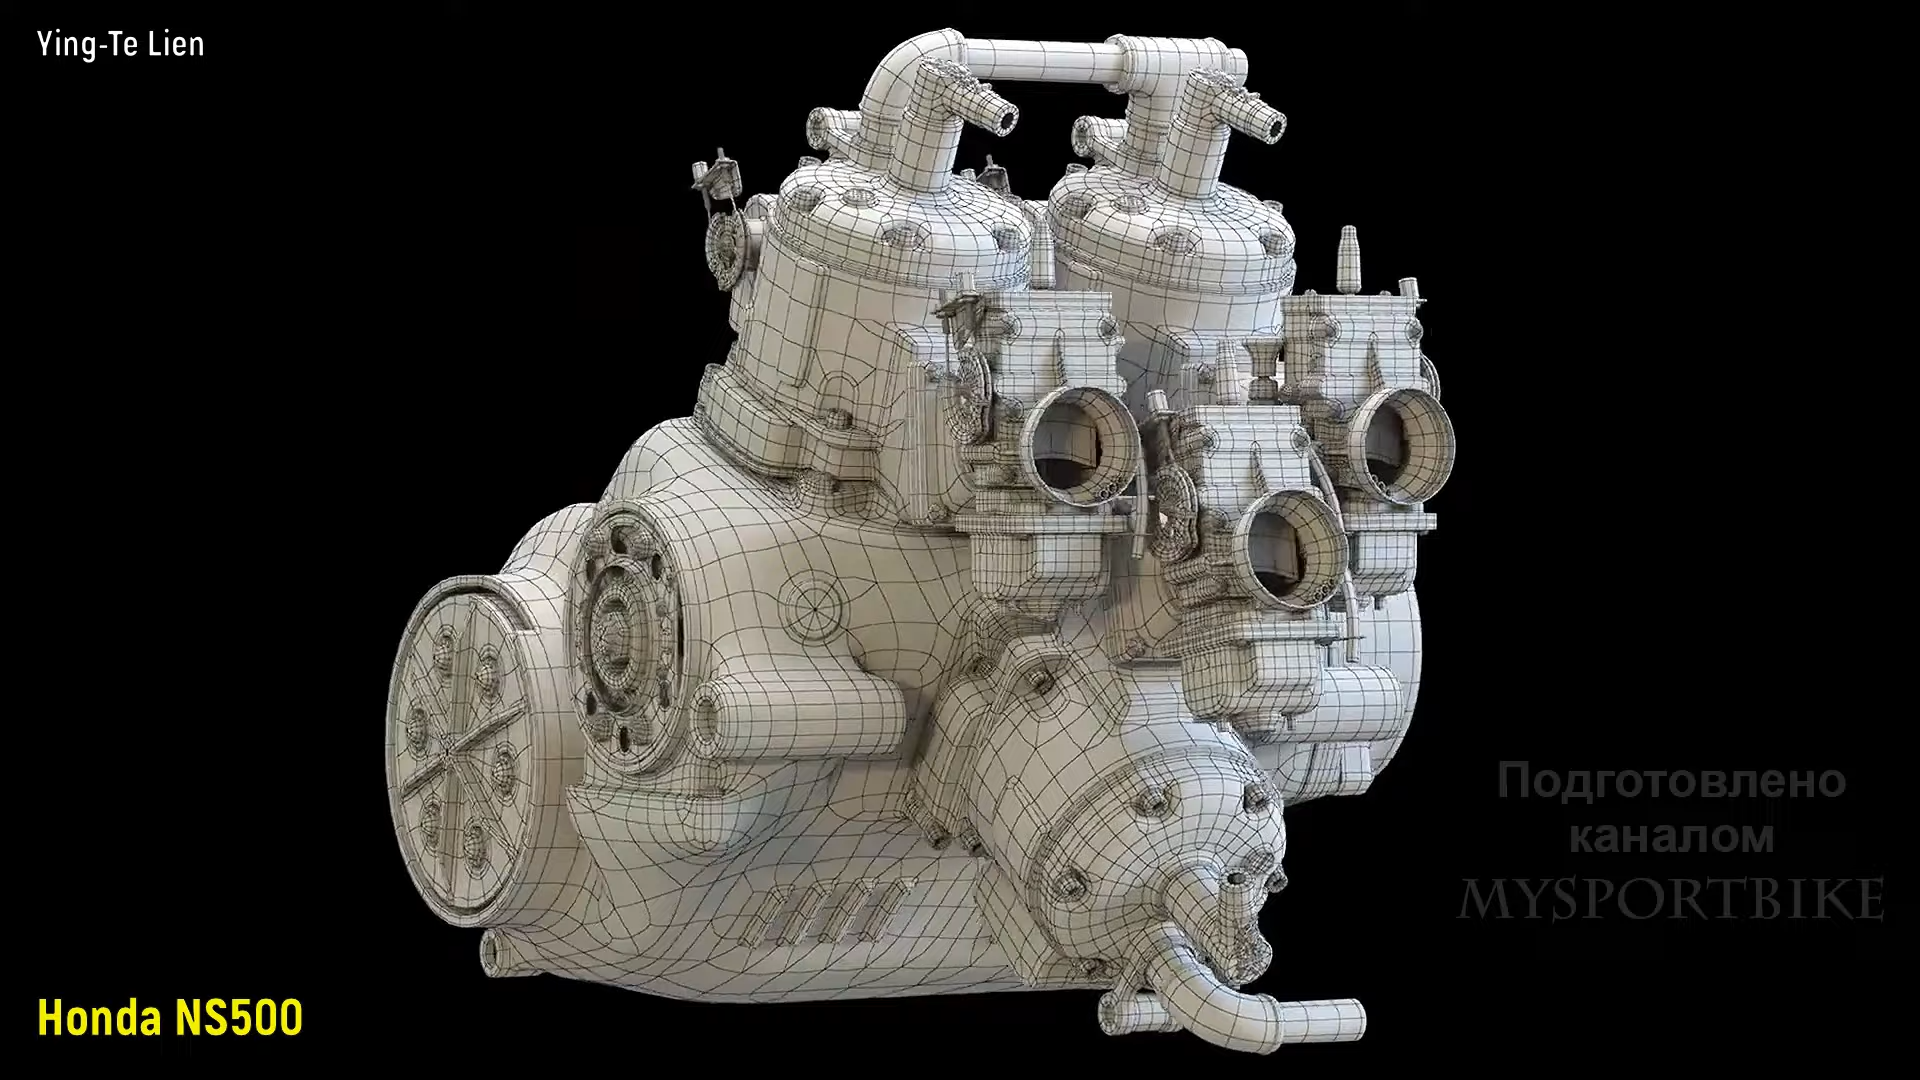 Ying-Te Lien
Подготовлено
каналом
MYSPORTBIKE
Honda NS500